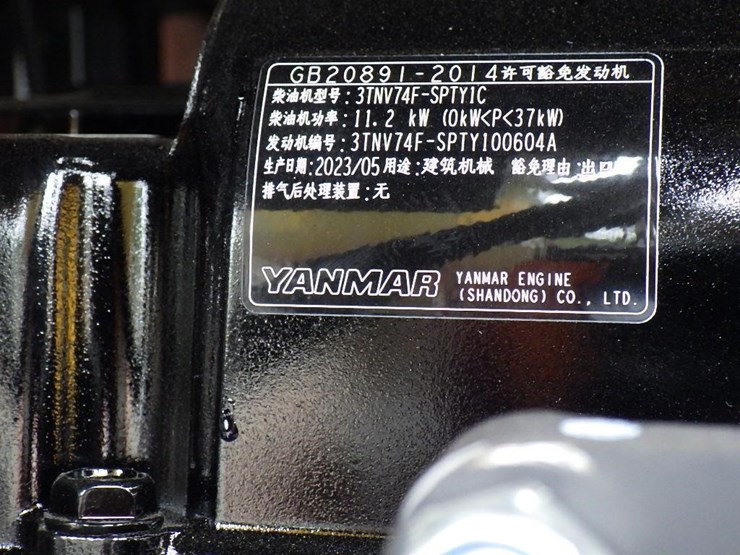 GB20891-2014许可豁免发动机
柴油机型号:3TNV74F-SPTY1C
柴油机功率:11.2 kW (0kW<P<37kW)
发动机编号:3TNV74F-SPTY100604A
生产日期:2023/05用途:建筑机械 豁免理由:出口
排气后处理装置:无
YANMAR YANMAR ENGINE
(SHANDONG) CO., LTD.